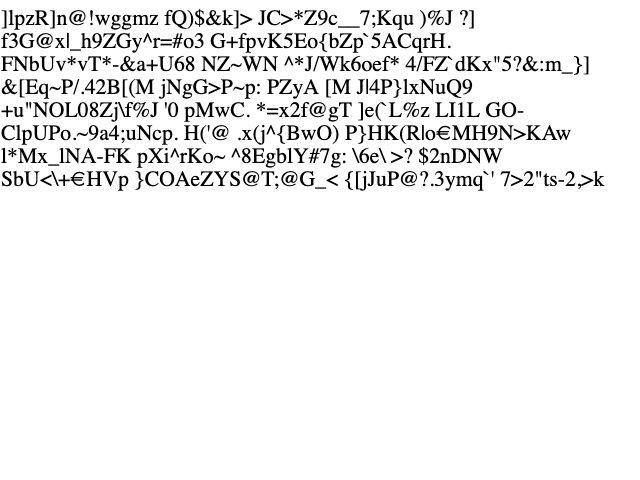 ]lpzR]n@!wggmz fQ)$&k]> JC>*Z9c__7;Kqu )%J ?]
f3G@x|_h9ZGy^r=#o3 G+fpvK5Eo{bZp`5ACqrH.
FNbUv*vT*-&a+U68 NZ~WN ^*J/Wk6oef* 4/FZ`dKx"5?&:m_}]
&[Eq~P/.42B[(M jNgG>P~p: PZyA [M J|4P}lxNuQ9
+u"NOL08Zj\f%J '0 pMwC. *=x2f@gT ]e(`L%z LI1L GO-
ClpUPo.~9a4;uNcp. H('@ .x(j^{BwO) P}HK(Rlo€MH9N>KAw
l*Mx_lNA-FK pXi^rKo~ ^8EgblY#7g: \6e\ >? $2nDNW
SbU<\+€HVp }COAeZYS@T;@G_< {[jJuP@?.3ymq`' 7>2"ts-2,>k